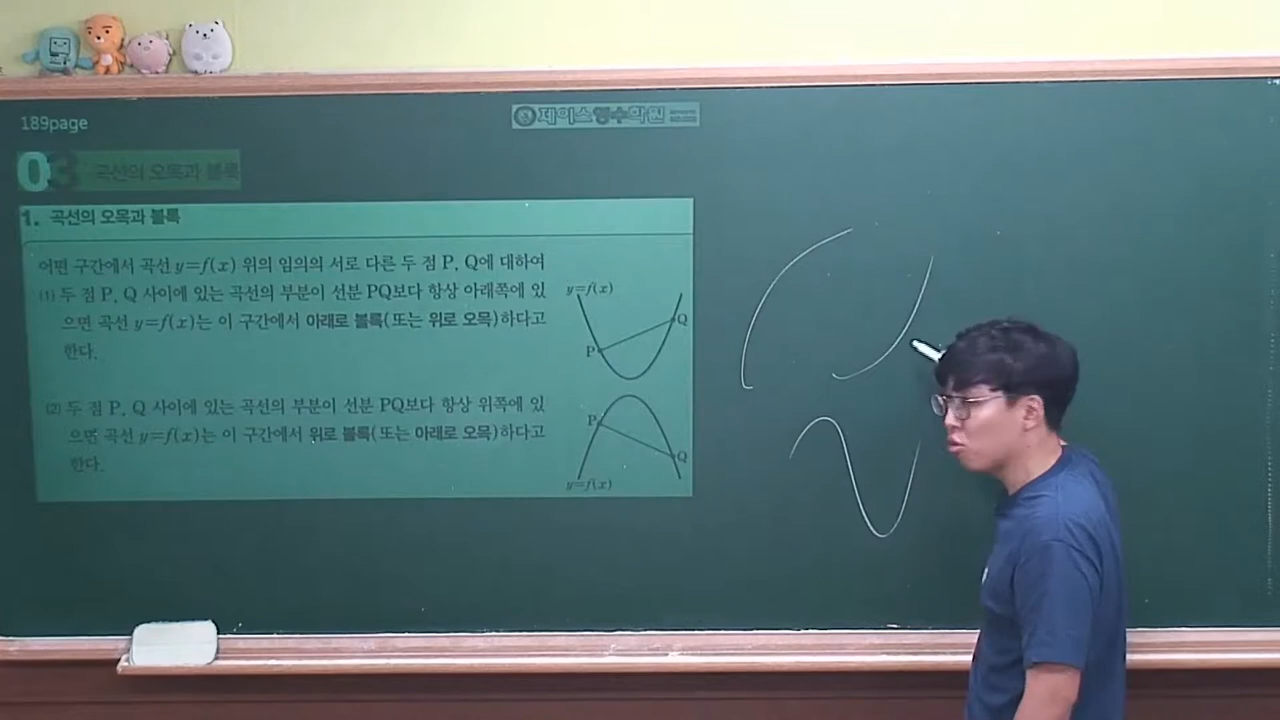 189page
제이스영수학원
03 곡선의 오목과 볼록
1. 곡선의 오목과 볼록
어떤 구간에서 곡선 y=f(x) 위의 임의의 서로 다른 두 점 P, Q에 대하여
(1) 두 점 P, Q 사이에 있는 곡선의 부분이 선분 PQ보다 항상 아래쪽에 있
으면 곡선 y=f(x)는 이 구간에서 아래로 볼록(또는 위로 오목)하다고
한다.
y=f(x)
P
Q
(2) 두 점 P, Q 사이에 있는 곡선의 부분이 선분 PQ보다 항상 위쪽에 있
으면 곡선 y=f(x)는 이 구간에서 위로 볼록(또는 아래로 오목)하다고
한다.
P
Q
y=f(x)